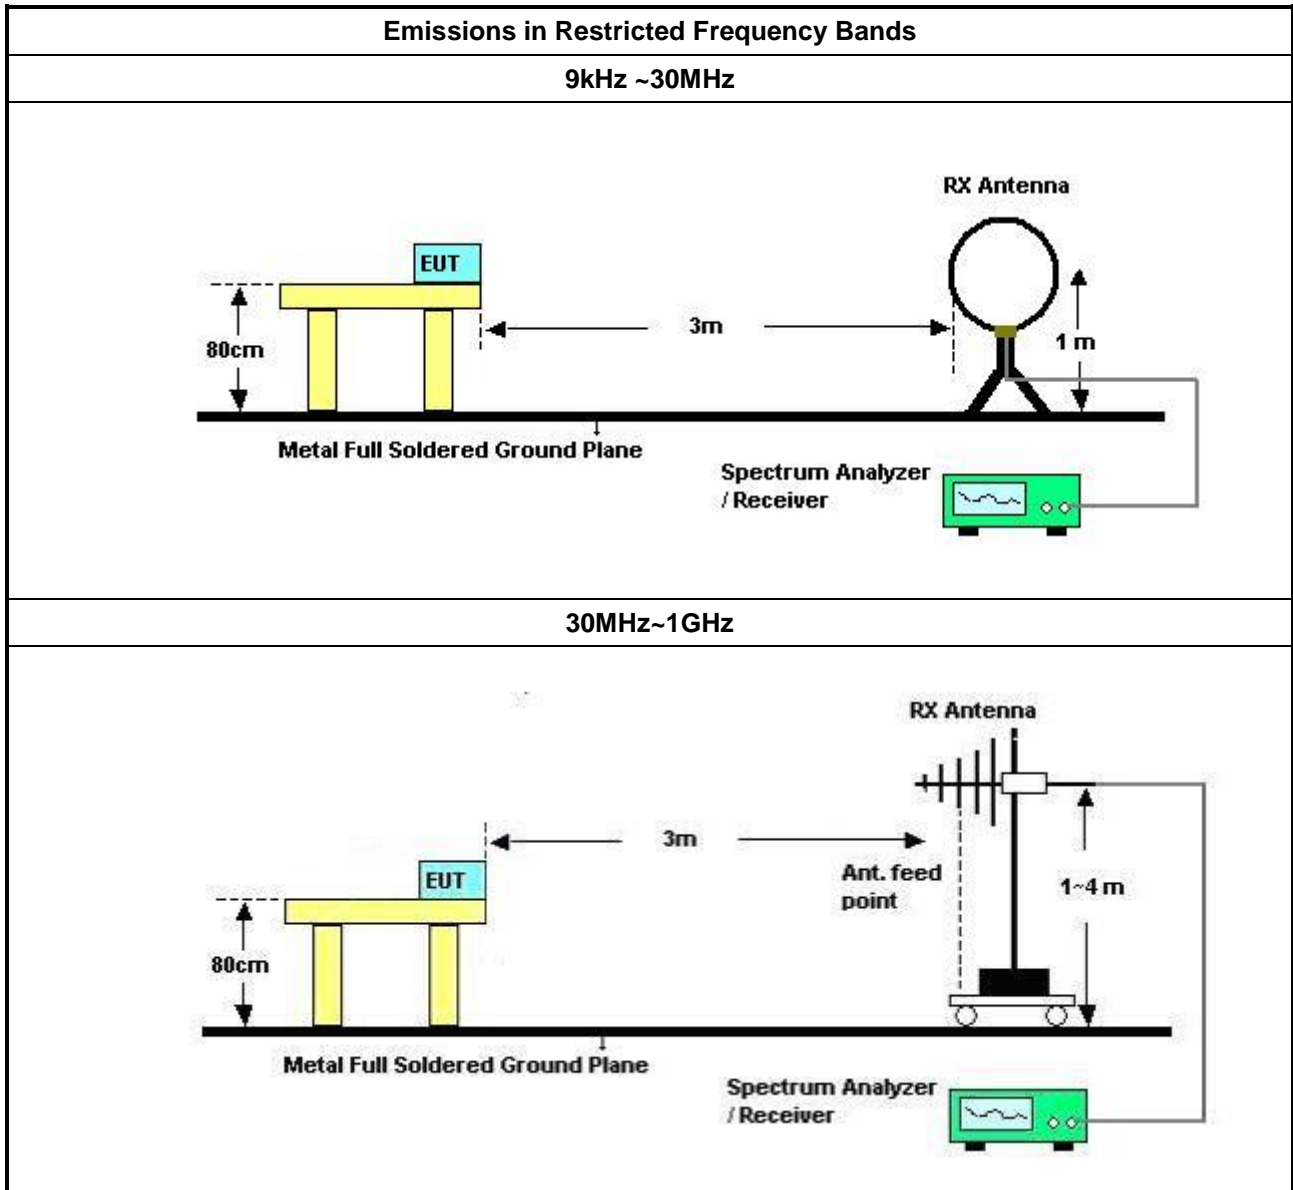 Emissions in Restricted Frequency Bands
9kHz ~30MHz
RX Antenna
EUT
3m
80cm
1 m
Metal Full Soldered Ground Plane
Spectrum Analyzer
/ Receiver
30MHz~1GHz
RX Antenna
3m
EUT
Ant. feed
point
1~4 m
80cm
Metal Full Soldered Ground Plane
Spectrum Analyzer
/ Receiver